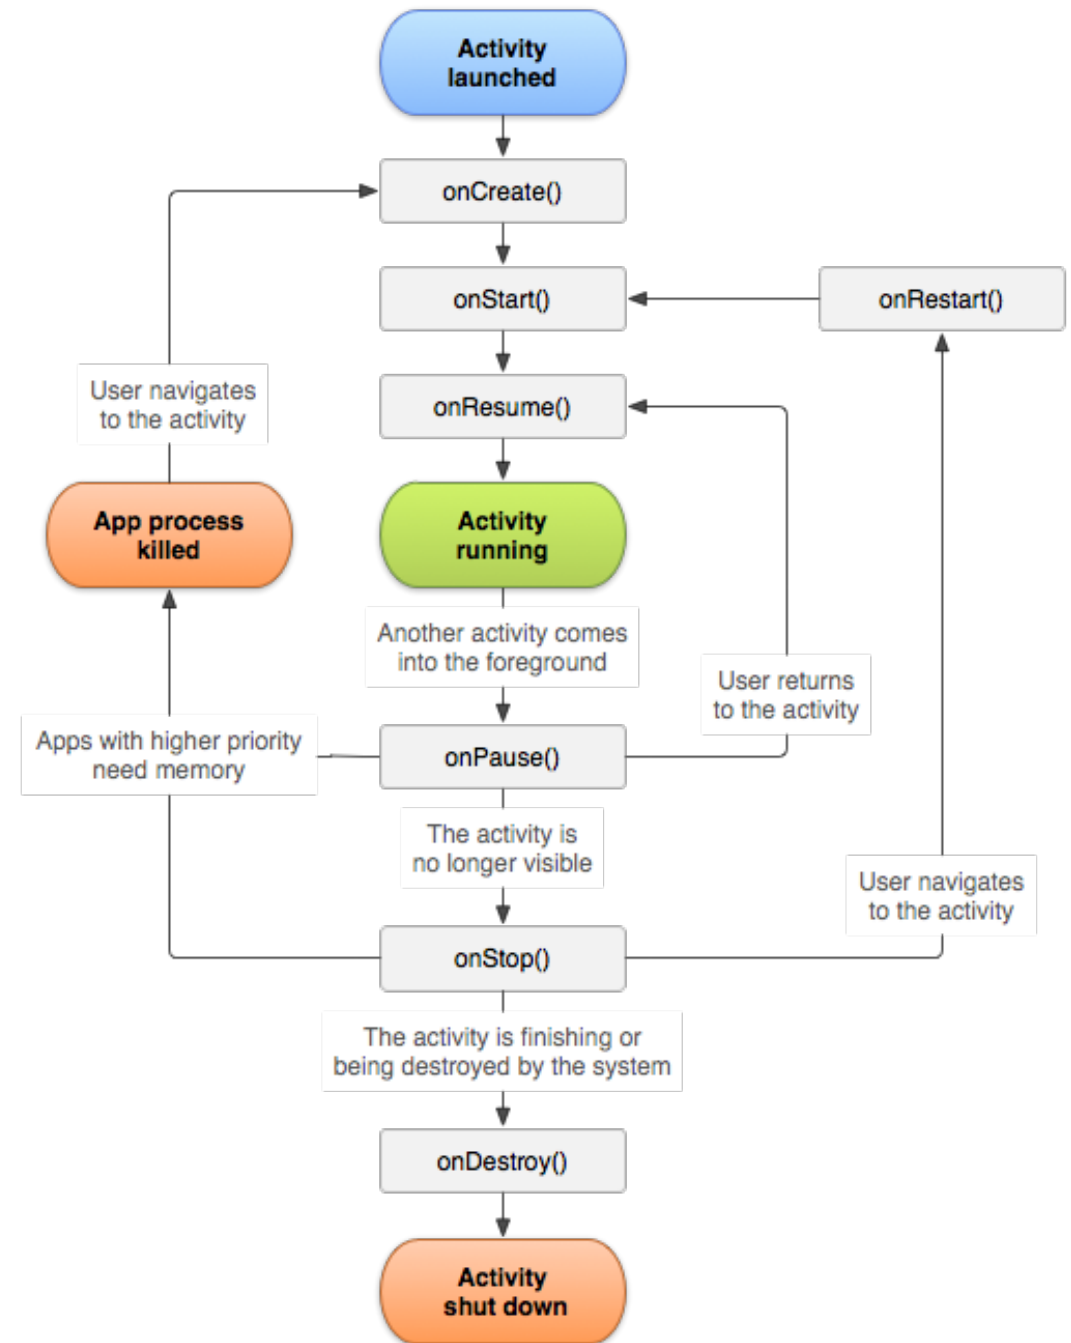 Activity
launched
onCreate()
onStart()
onRestart()
User navigates
to the activity
onResume()
App process
killed
Activity
running
Another activity comes
into the foreground
User returns
to the activity
Apps with higher priority
need memory
onPause()
The activity is
no longer visible
User navigates
to the activity
onStop()
The activity is finishing or
being destroyed by the system
onDestroy()
Activity
shut down